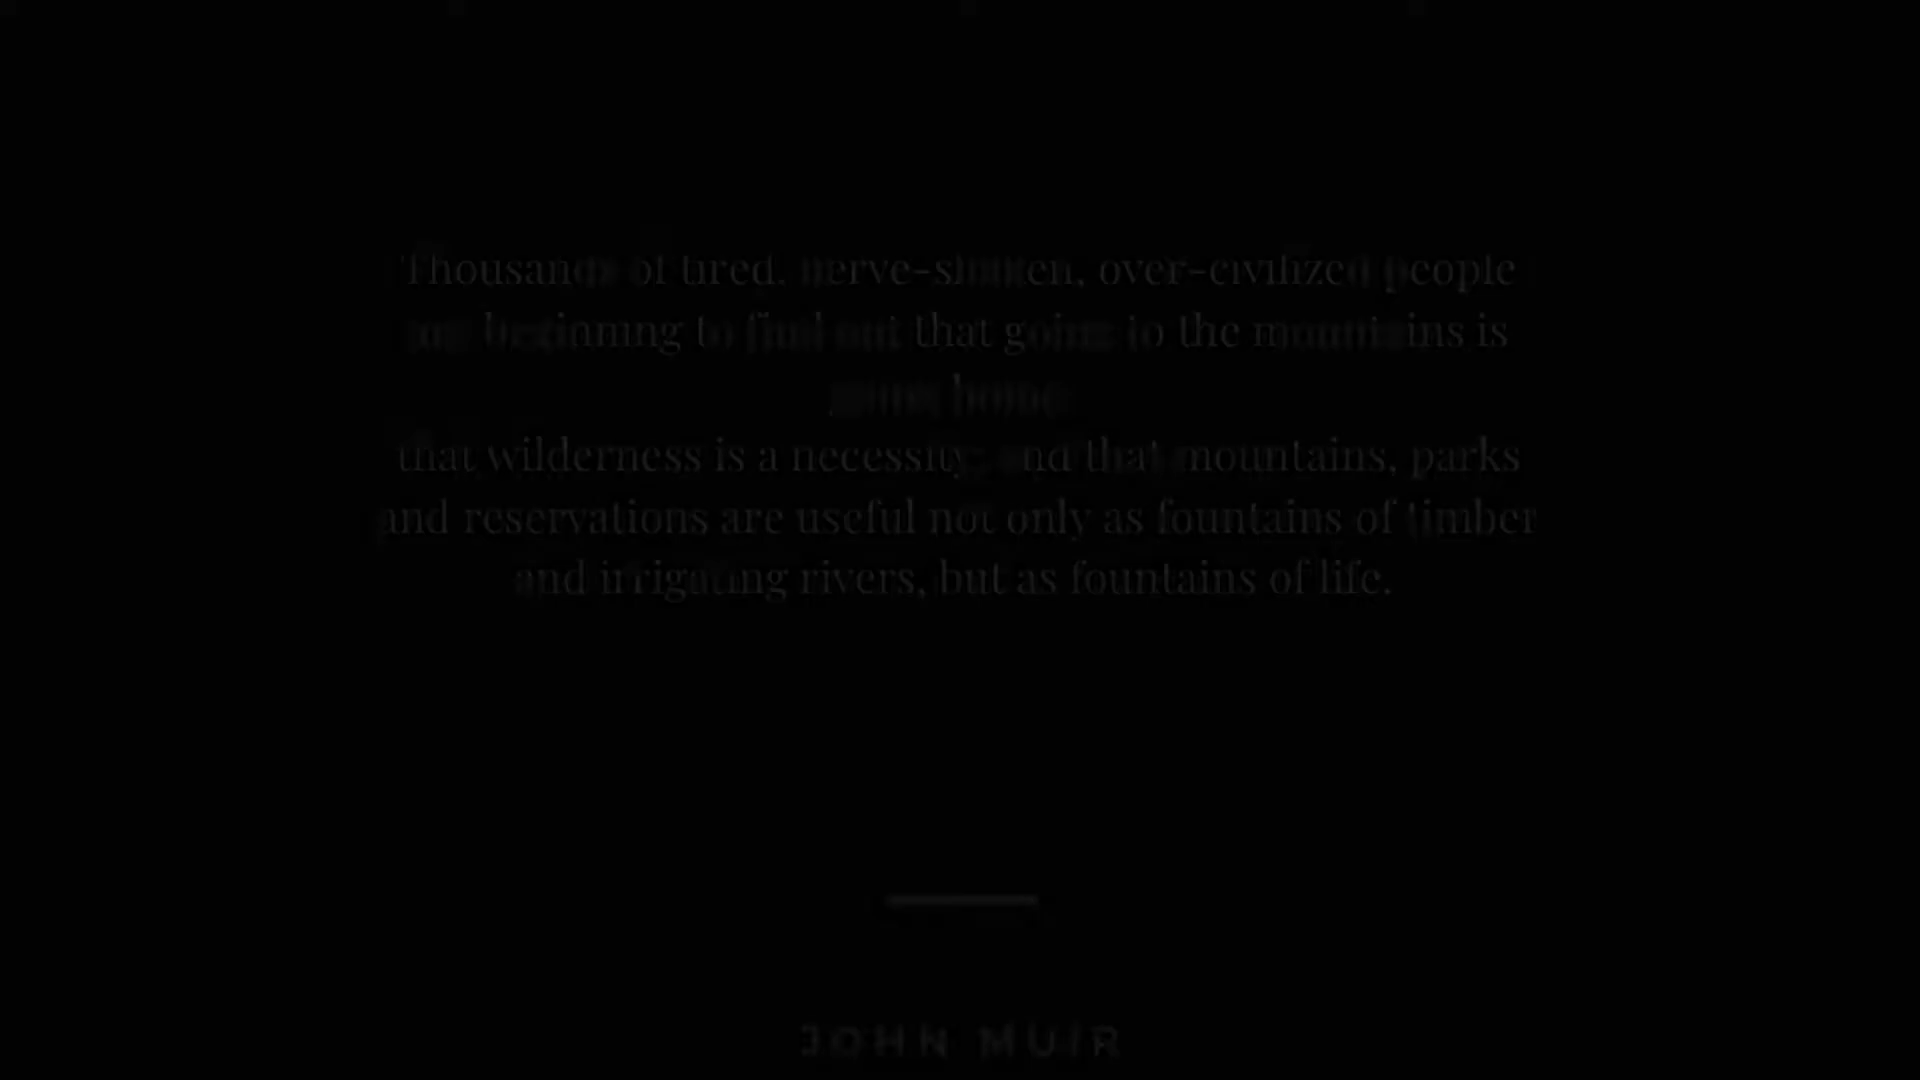 Thousands of tired, nerve-shaken, over-civilized people
are beginning to find out that going to the mountains is
going home
that wilderness is a necessity; and that mountains, parks
and reservations are useful not only as fountains of timber
and irrigating rivers, but as fountains of life.
JOHN MUIR